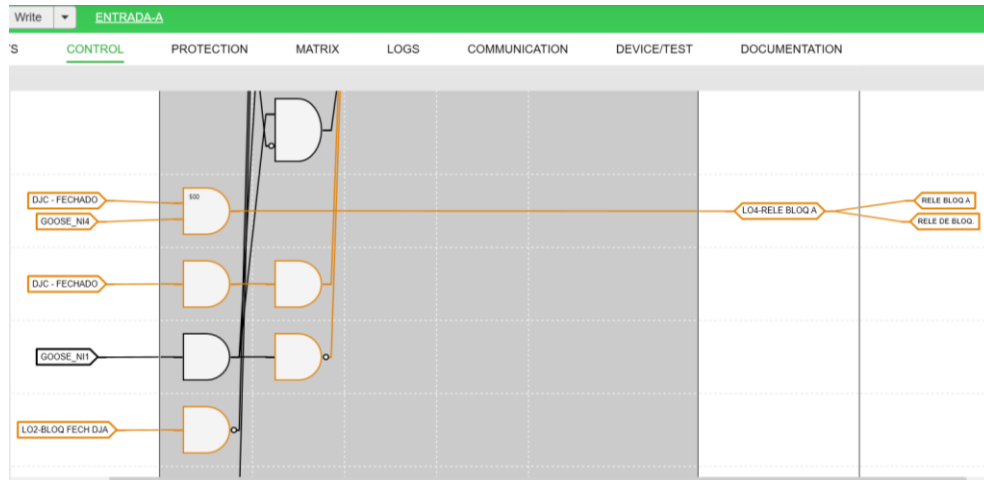 Write
ENTRADA-A
TS CONTROL PROTECTION MATRIX LOGS COMMUNICATION DEVICE/TEST DOCUMENTATION
DJC - FECHADO
500
GOOSE_NI4
LO4-RELE BLOQ A
RELE BLOQ A
RELE DE BLOQ.
DJC - FECHADO
GOOSE_NI1
LO2-BLOQ FECH DJA